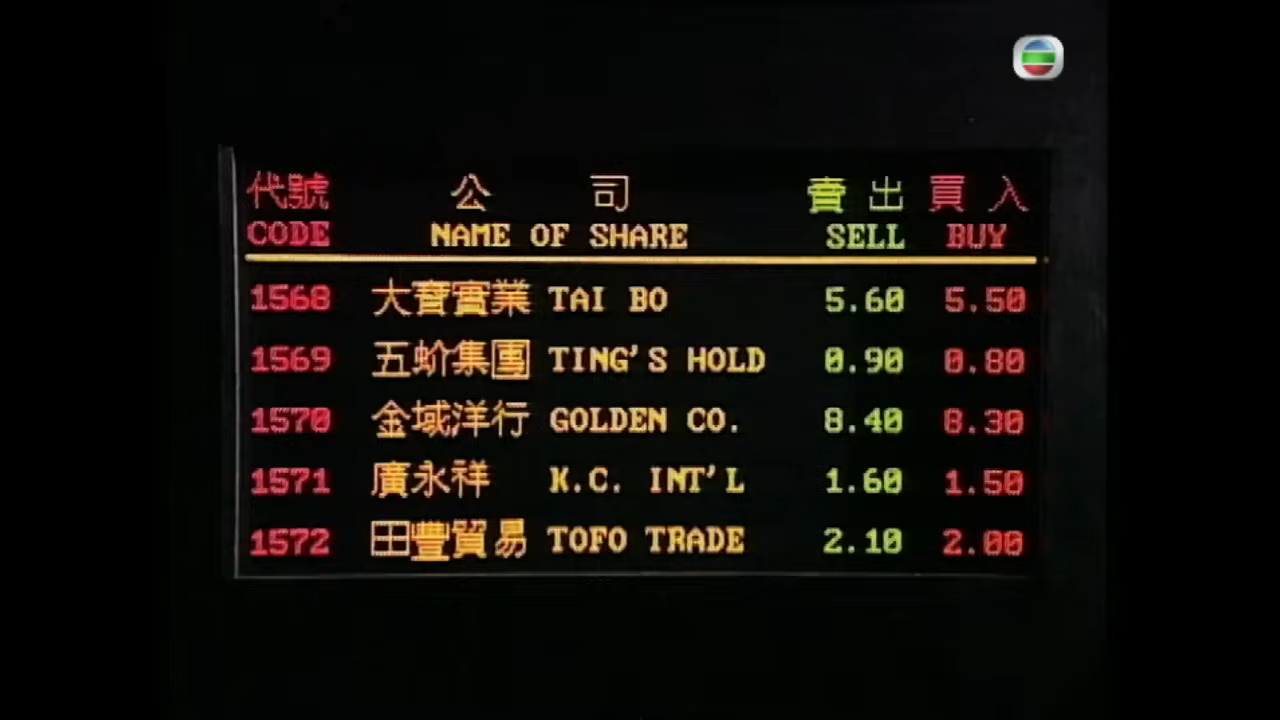 代號 公司 賣出 買入
CODE NAME OF SHARE SELL BUY
1568 大寶實業 TAI BO 5.60 5.50
1569 五蚧集團 TING'S HOLD 0.90 0.80
1570 金域洋行 GOLDEN CO. 8.40 8.30
1571 廣永祥 K.C. INT'L 1.60 1.50
1572 田豐貿易 TOFO TRADE 2.10 2.00